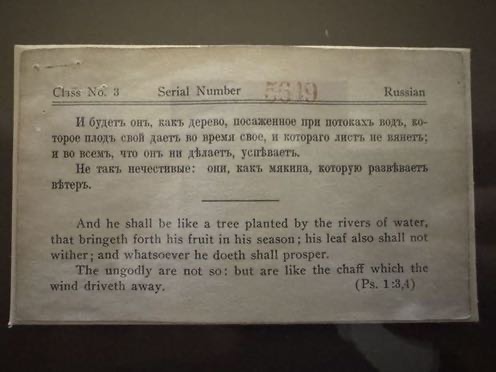 Class No. 3 Serial Number 5619 Russian
И будетъ онъ, какъ дерево, посаженное при потокахъ водъ, ко-
торое плодъ свой даетъ во время свое, и котораго листъ не вянетъ;
и во всемъ, что онъ ни дѣлаетъ, успѣваетъ.
Не такъ нечестивые: они, какъ мякина, которую развѣваетъ
вѣтеръ.
And he shall be like a tree planted by the rivers of water,
that bringeth forth his fruit in his season; his leaf also shall not
wither; and whatsoever he doeth shall prosper.
The ungodly are not so: but are like the chaff which the
wind driveth away. (Ps. 1:3,4)